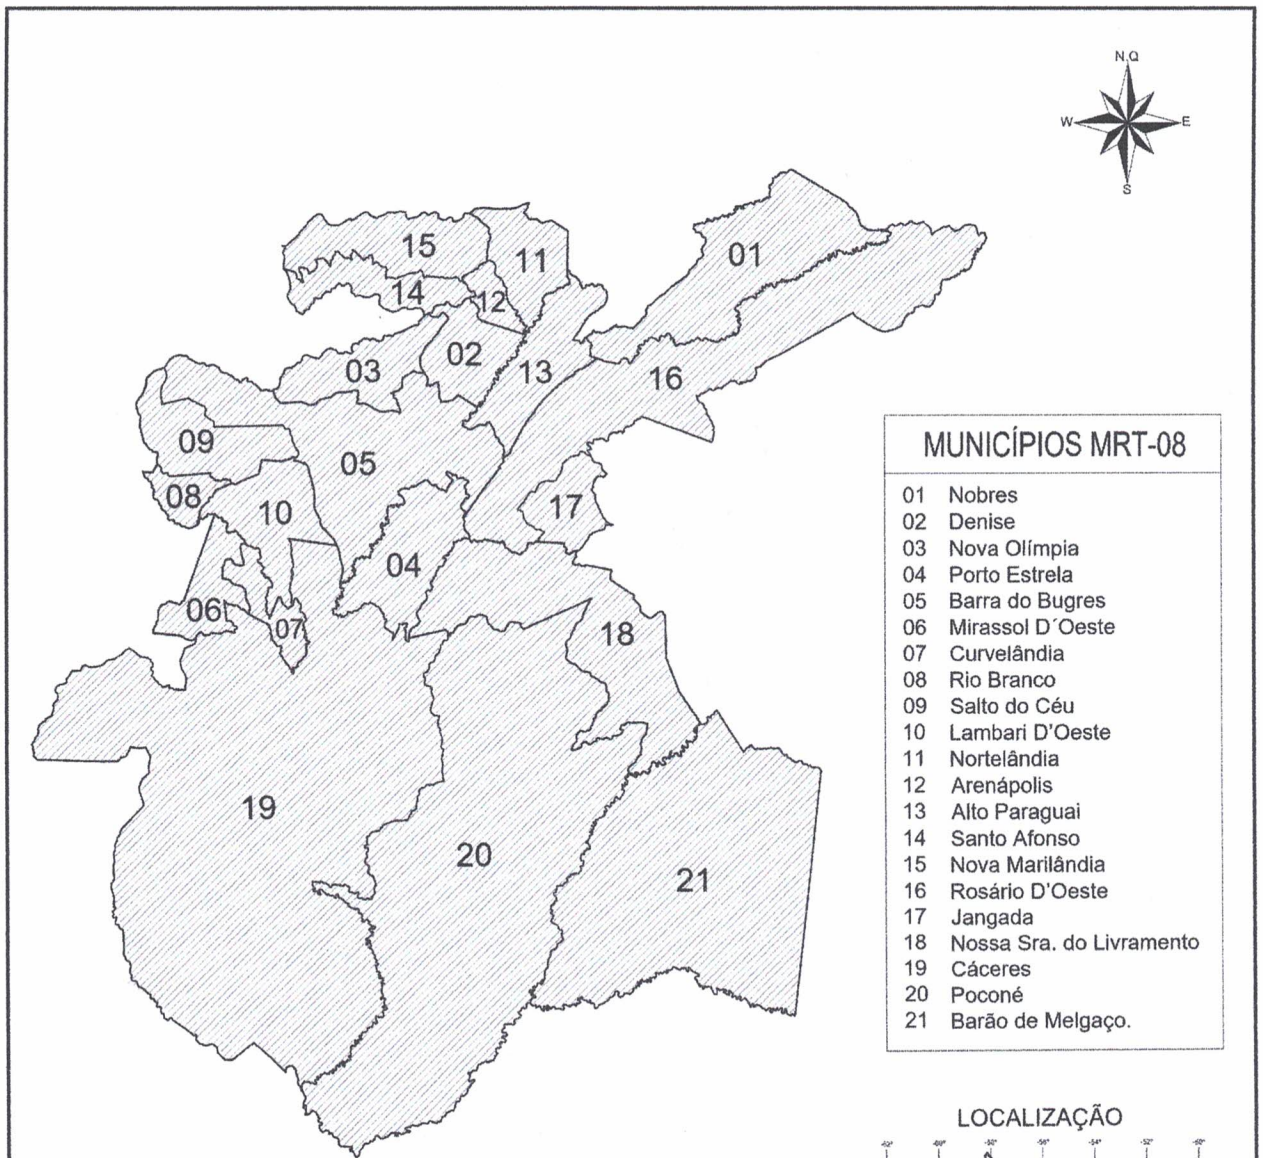 N.Q
W E
S
15
11
01
14
12
02
03
13
16
09
05
08
10
17
04
06
07
18
19
20
21
MUNICÍPIOS MRT-08
01 Nobres
02 Denise
03 Nova Olímpia
04 Porto Estrela
05 Barra do Bugres
06 Mirassol D´Oeste
07 Curvelândia
08 Rio Branco
09 Salto do Céu
10 Lambari D'Oeste
11 Nortelândia
12 Arenápolis
13 Alto Paraguai
14 Santo Afonso
15 Nova Marilândia
16 Rosário D'Oeste
17 Jangada
18 Nossa Sra. do Livramento
19 Cáceres
20 Poconé
21 Barão de Melgaço.
LOCALIZAÇÃO